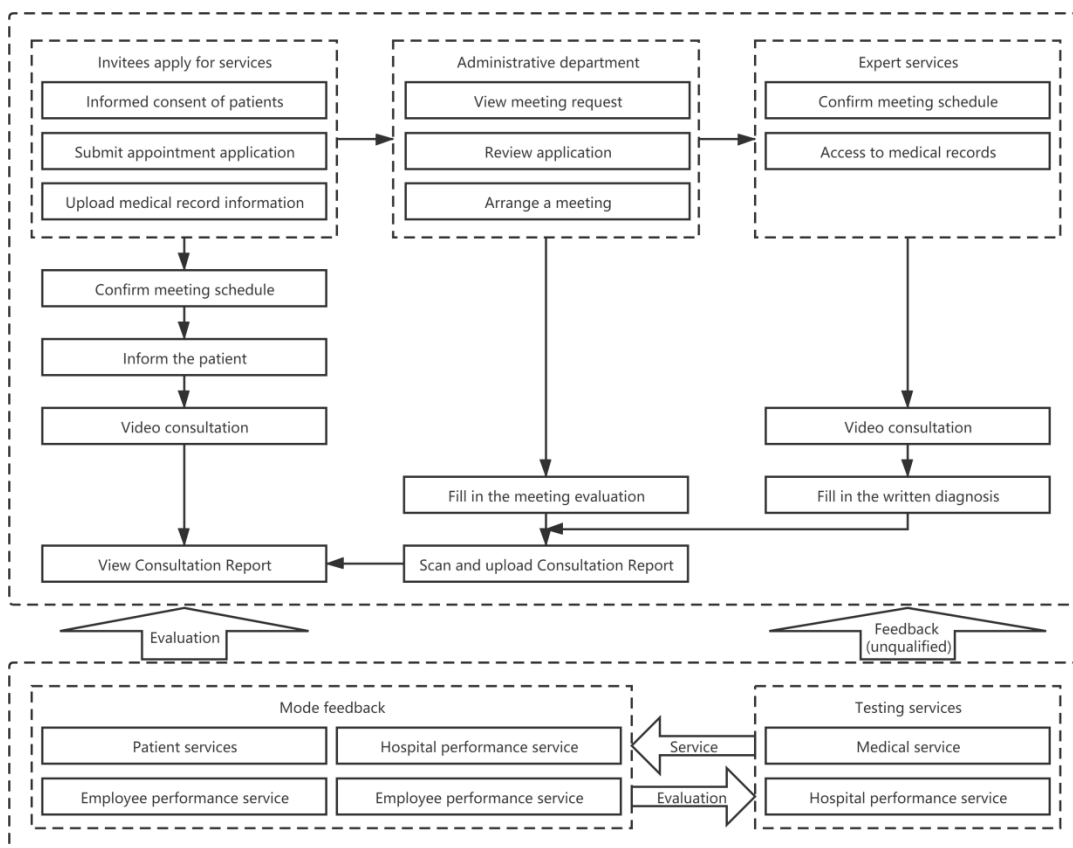 Invitees apply for services
Informed consent of patients
Submit appointment application
Upload medical record information
Administrative department
View meeting request
Review application
Arrange a meeting
Expert services
Confirm meeting schedule
Access to medical records
Confirm meeting schedule
Inform the patient
Video consultation
Video consultation
Fill in the meeting evaluation
Fill in the written diagnosis
View Consultation Report
Scan and upload Consultation Report
Evaluation
Feedback
(unqualified)
Mode feedback
Patient services
Hospital performance service
Employee performance service
Employee performance service
Service
Evaluation
Testing services
Medical service
Hospital performance service